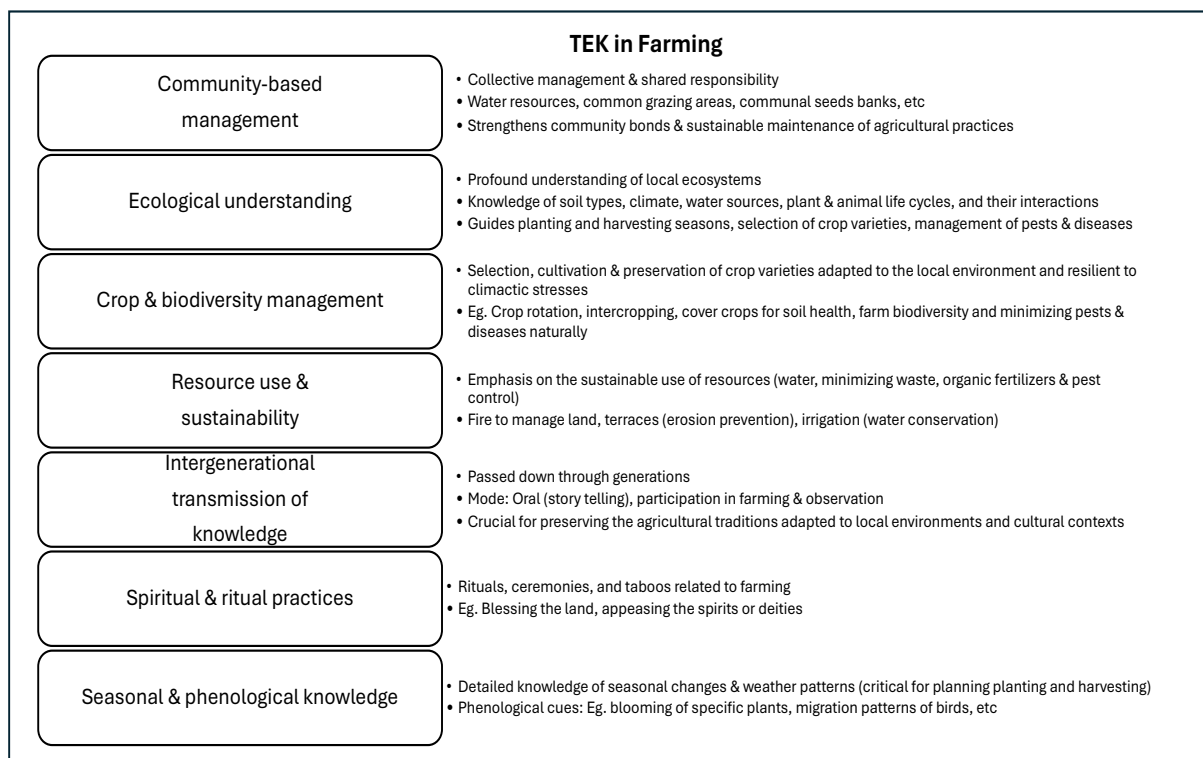 TEK in Farming
Community-based
management
• Collective management & shared responsibility
• Water resources, common grazing areas, communal seeds banks, etc
• Strengthens community bonds & sustainable maintenance of agricultural practices
Ecological understanding
• Profound understanding of local ecosystems
• Knowledge of soil types, climate, water sources, plant & animal life cycles, and their interactions
• Guides planting and harvesting seasons, selection of crop varieties, management of pests & diseases
Crop & biodiversity management
• Selection, cultivation & preservation of crop varieties adapted to the local environment and resilient to
climactic stresses
• Eg. Crop rotation, intercropping, cover crops for soil health, farm biodiversity and minimizing pests &
diseases naturally
Resource use &
sustainability
• Emphasis on the sustainable use of resources (water, minimizing waste, organic fertilizers & pest
control)
• Fire to manage land, terraces (erosion prevention), irrigation (water conservation)
Intergenerational
transmission of
knowledge
• Passed down through generations
• Mode: Oral (story telling), participation in farming & observation
• Crucial for preserving the agricultural traditions adapted to local environments and cultural contexts
Spiritual & ritual practices
• Rituals, ceremonies, and taboos related to farming
• Eg. Blessing the land, appeasing the spirits or deities
Seasonal & phenological knowledge
• Detailed knowledge of seasonal changes & weather patterns (critical for planning planting and harvesting)
• Phenological cues: Eg. blooming of specific plants, migration patterns of birds, etc